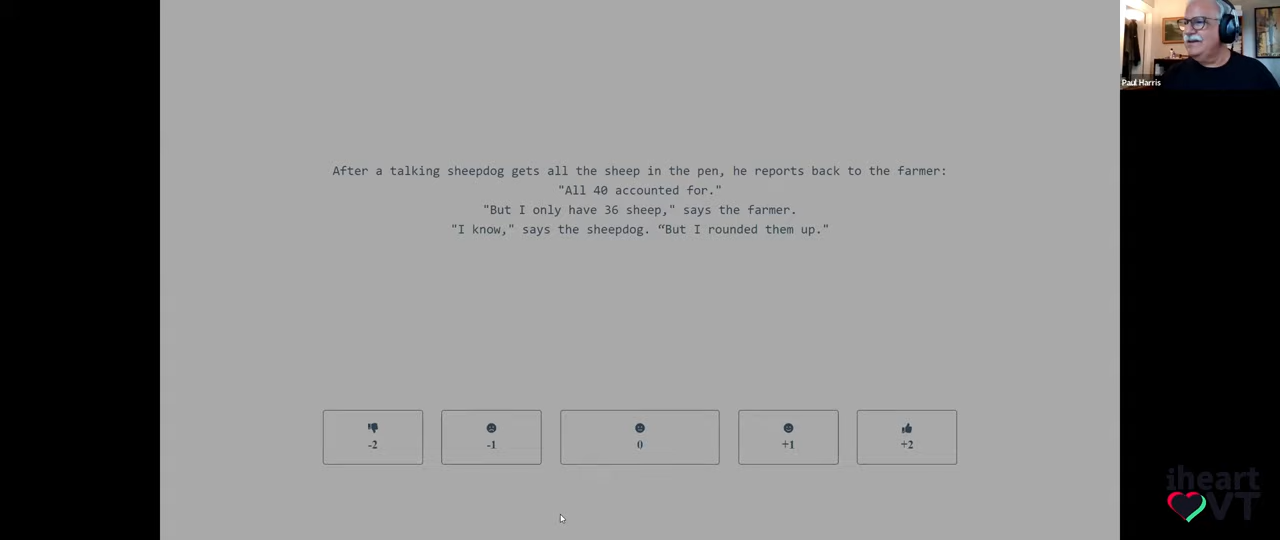 Paul Harris
After a talking sheepdog gets all the sheep in the pen, he reports back to the farmer:
"All 40 accounted for."
"But I only have 36 sheep," says the farmer.
"I know," says the sheepdog. “But I rounded them up."
-2
-1
0
+1
+2
iheart
VT